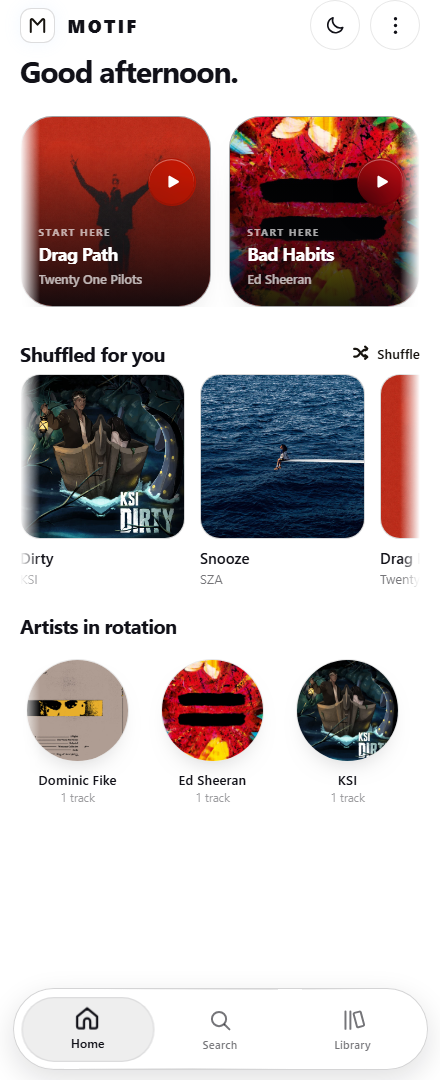 MOTIF
Good afternoon.
START HERE
Drag Path
Twenty One Pilots
START HERE
Bad Habits
Ed Sheeran
Shuffled for you
Shuffle
KSI
DIRTY
Dirty
KSI
Snooze
SZA
Drag
Twenty
Artists in rotation
KSI
Dominic Fike
1 track
Ed Sheeran
1 track
KSI
1 track
Home
Search
Library